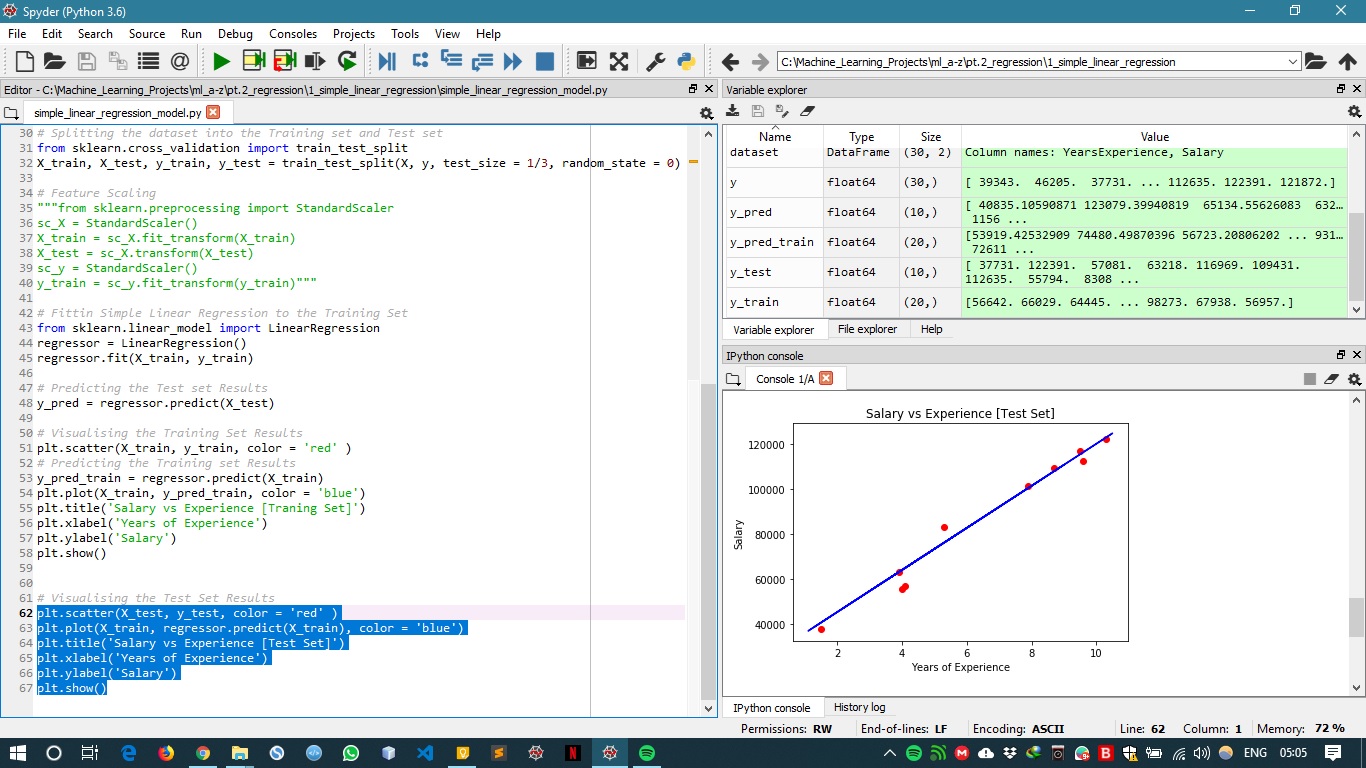 Spyder (Python 3.6)
File Edit Search Source Run Debug Consoles Projects Tools View Help
C:\Machine_Learning_Projects\ml_a-z\pt.2_regression\1_simple_linear_regression
Editor - C:\Machine_Learning_Projects\ml_a-z\pt.2_regression\1_simple_linear_regression\simple_linear_regression_model.py
simple_linear_regression_model.py
30 # Splitting the dataset into the Training set and Test set
31 from sklearn.cross_validation import train_test_split
32 X_train, X_test, y_train, y_test = train_test_split(X, y, test_size = 1/3, random_state = 0)
33
34 # Feature Scaling
35 """from sklearn.preprocessing import StandardScaler
36 sc_X = StandardScaler()
37 X_train = sc_X.fit_transform(X_train)
38 X_test = sc_X.transform(X_test)
39 sc_y = StandardScaler()
40 y_train = sc_y.fit_transform(y_train)"""
41
42 # Fittin Simple Linear Regression to the Training Set
43 from sklearn.linear_model import LinearRegression
44 regressor = LinearRegression()
45 regressor.fit(X_train, y_train)
46
47 # Predicting the Test set Results
48 y_pred = regressor.predict(X_test)
49
50 # Visualising the Training Set Results
51 plt.scatter(X_train, y_train, color = 'red' )
52 # Predicting the Training set Results
53 y_pred_train = regressor.predict(X_train)
54 plt.plot(X_train, y_pred_train, color = 'blue')
55 plt.title('Salary vs Experience [Traning Set]')
56 plt.xlabel('Years of Experience')
57 plt.ylabel('Salary')
58 plt.show()
59
60
61 # Visualising the Test Set Results
62 plt.scatter(X_test, y_test, color = 'red' )
63 plt.plot(X_train, regressor.predict(X_train), color = 'blue')
64 plt.title('Salary vs Experience [Test Set]')
65 plt.xlabel('Years of Experience')
66 plt.ylabel('Salary')
67 plt.show()
Variable explorer
Name Type Size Value
dataset DataFrame (30, 2) Column names: YearsExperience, Salary
y float64 (30,) [ 39343. 46205. 37731. ... 112635. 122391. 121872.]
y_pred float64 (10,) [ 40835.10590871 123079.39940819 65134.55626083 632…
1156 ...
y_pred_train float64 (20,) [53919.42532909 74480.49870396 56723.20806202 ... 931…
72611 ...
y_test float64 (10,) [ 37731. 122391. 57081. 63218. 116969. 109431.
112635. 55794. 8308 ...
y_train float64 (20,) [56642. 66029. 64445. ... 98273. 67938. 56957.]
Variable explorer File explorer Help
IPython console
Console 1/A
Salary vs Experience [Test Set]
120000
100000
80000
60000
40000
Salary
2 4 6 8 10
Years of Experience
IPython console History log
Permissions: RW End-of-lines: LF Encoding: ASCII Line: 62 Column: 1 Memory: 72 %
ENG 05:05